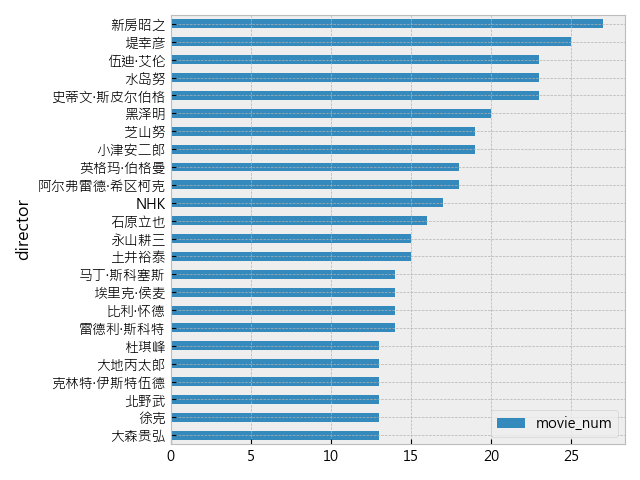 新房昭之
堤幸彦
伍迪·艾伦
水岛努
史蒂文·斯皮尔伯格
黑泽明
芝山努
小津安二郎
英格玛·伯格曼
阿尔弗雷德·希区柯克
NHK
石原立也
永山耕三
土井裕泰
马丁·斯科塞斯
埃里克·侯麦
比利·怀德
雷德利·斯科特
杜琪峰
大地丙太郎
克林特·伊斯特伍德
北野武
徐克
大森贵弘
director
movie_num
0 5 10 15 20 25